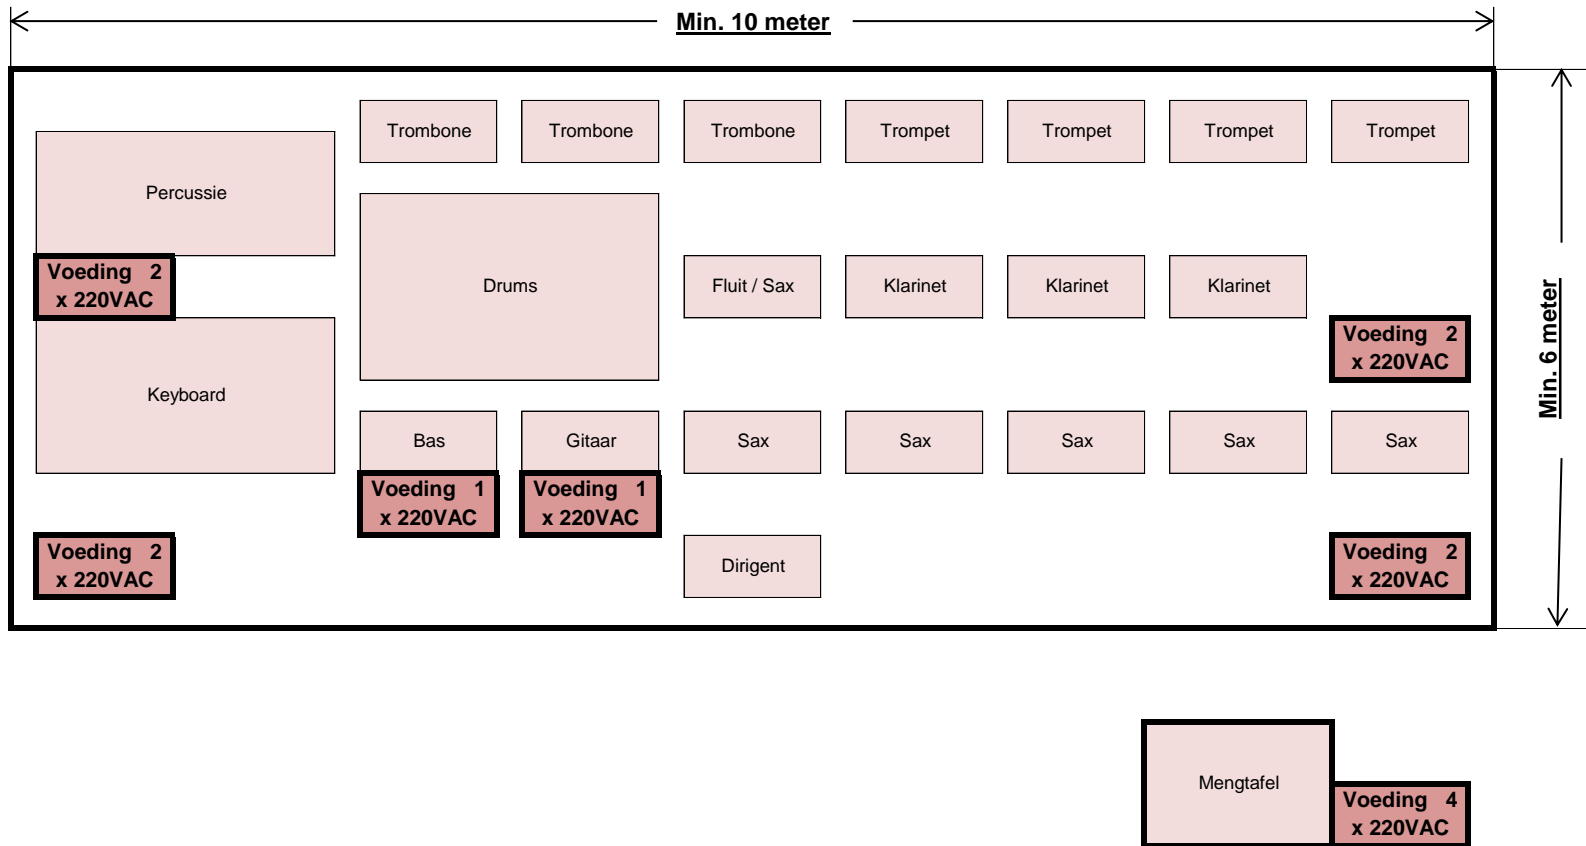 Min. 10 meter
Trombone
Trombone
Trombone
Trompet
Trompet
Trompet
Trompet
Percussie
Voeding 2
x 220VAC
Drums
Fluit / Sax
Klarinet
Klarinet
Klarinet
Voeding 2
x 220VAC
Min. 6 meter
Keyboard
Bas
Gitaar
Sax
Sax
Sax
Sax
Sax
Voeding 1
x 220VAC
Voeding 1
x 220VAC
Voeding 2
x 220VAC
Dirigent
Voeding 2
x 220VAC
Mengtafel
Voeding 4
x 220VAC